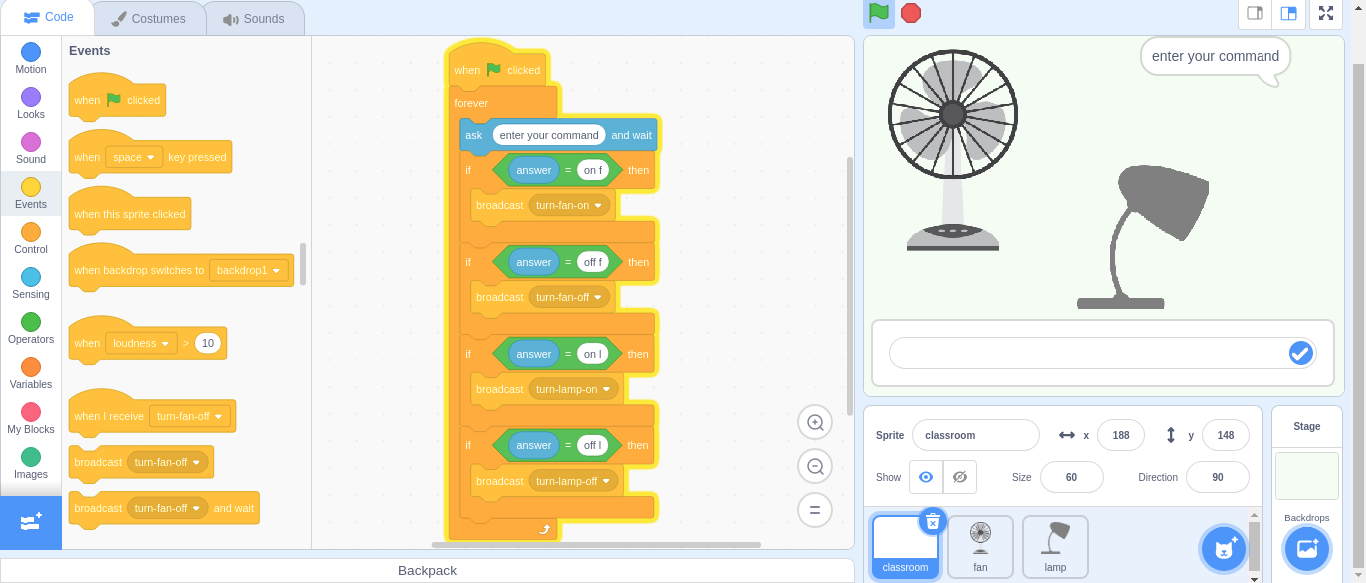 Code
Costumes
Sounds
Motion
Looks
Sound
Events
Control
Sensing
Operators
Variables
My Blocks
Images
Events
when clicked
when space key pressed
when this sprite clicked
when backdrop switches to backdrop1
when loudness > 10
when I receive turn-fan-off
broadcast turn-fan-off
broadcast turn-fan-off and wait
when clicked
forever
ask enter your command and wait
if answer = on f then
broadcast turn-fan-on
if answer = off f then
broadcast turn-fan-off
if answer = on l then
broadcast turn-lamp-on
if answer = off l then
broadcast turn-lamp-off
Backpack
enter your command
Sprite classroom x 188 y 148
Show Size 60 Direction 90
classroom
fan
lamp
Stage
Backdrops